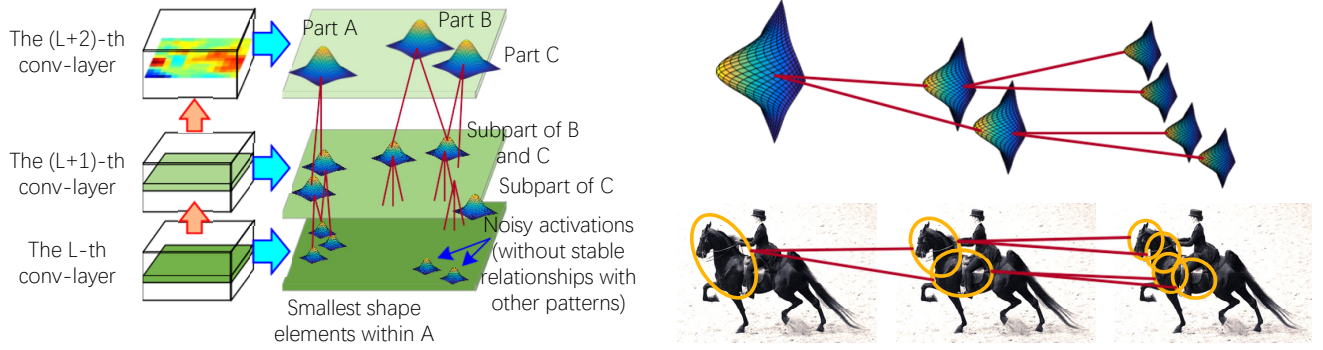 The (L+2)-th
conv-layer
The (L+1)-th
conv-layer
The L-th
conv-layer
Part A
Part B
Part C
Subpart of B
and C
Subpart of C
Noisy activations
(without stable
relationships with
other patterns)
Smallest shape
elements within A